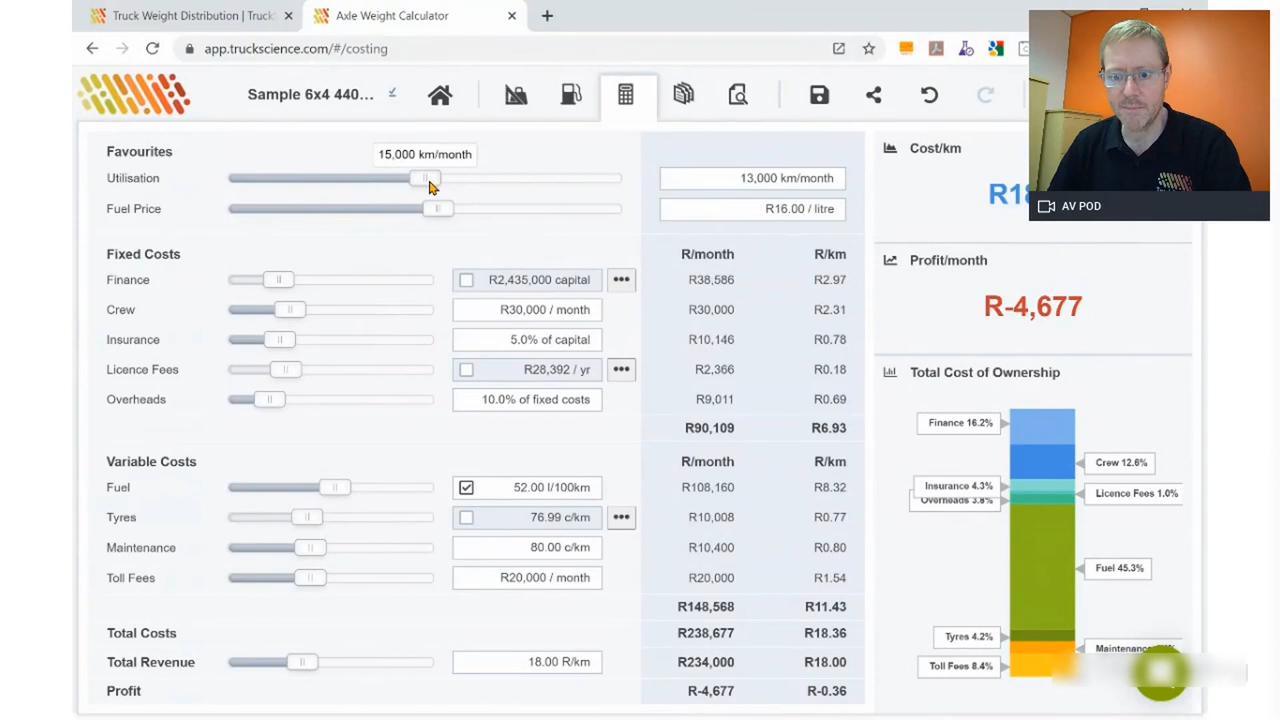 Truck Weight Distribution | Truck
Axle Weight Calculator
app.truckscience.com/#/costing
Sample 6x4 440...
AV POD
Favourites
15,000 km/month
Utilisation
13,000 km/month
Fuel Price
R16.00 / litre
Fixed Costs
R/month R/km
Finance R2,435,000 capital R38,586 R2.97
Crew R30,000 / month R30,000 R2.31
Insurance 5.0% of capital R10,146 R0.78
Licence Fees R28,392 / yr R2,366 R0.18
Overheads 10.0% of fixed costs R9,011 R0.69
R90,109 R6.93
Variable Costs R/month R/km
Fuel 52.00 l/100km R108,160 R8.32
Tyres 76.99 c/km R10,008 R0.77
Maintenance 80.00 c/km R10,400 R0.80
Toll Fees R20,000 / month R20,000 R1.54
R148,568 R11.43
Total Costs R238,677 R18.36
Total Revenue 18.00 R/km R234,000 R18.00
Profit R-4,677 R-0.36
Cost/km
Profit/month
R-4,677
Total Cost of Ownership
Finance 16.2%
Crew 12.6%
Insurance 4.3%
Licence Fees 1.0%
Overheads 3.8%
Fuel 45.3%
Tyres 4.2%
Maintenance
Toll Fees 8.4%